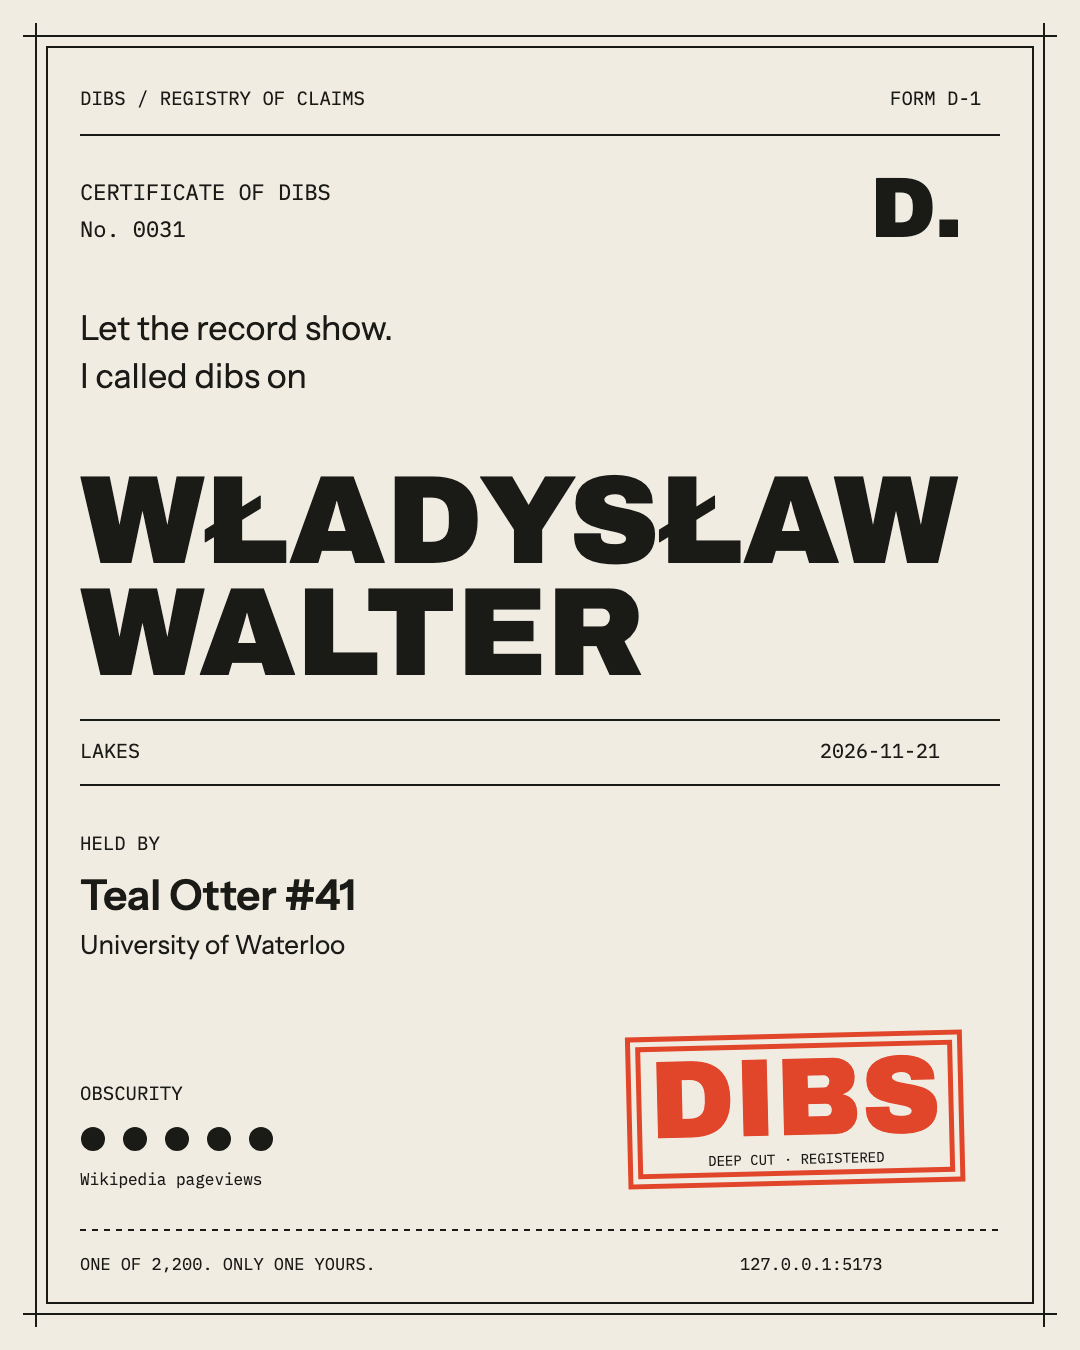 DIBS / REGISTRY OF CLAIMS
FORM D-1
CERTIFICATE OF DIBS
No. 0031
D.
Let the record show.
I called dibs on
WŁADYSŁAW
WALTER
LAKES
2026-11-21
HELD BY
Teal Otter #41
University of Waterloo
OBSCURITY
Wikipedia pageviews
DIBS
DEEP CUT · REGISTERED
ONE OF 2,200. ONLY ONE YOURS.
127.0.0.1:5173